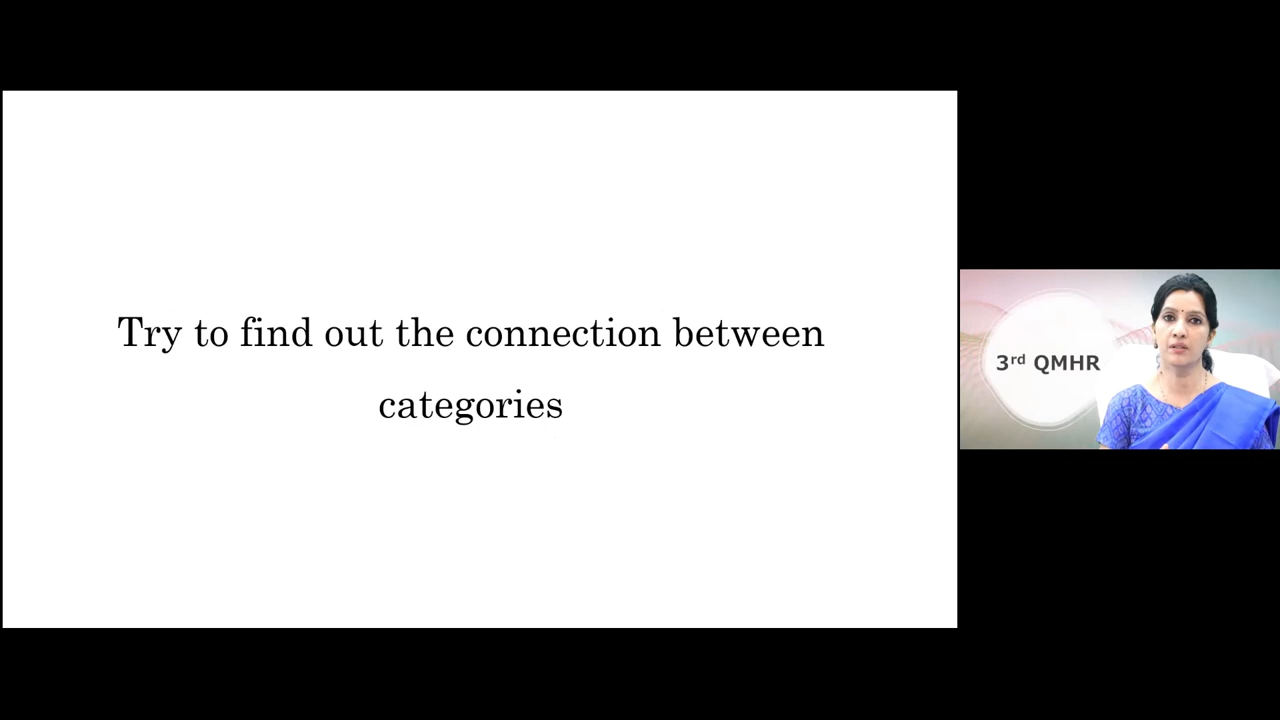 Try to find out the connection between
categories
3rd QMHR